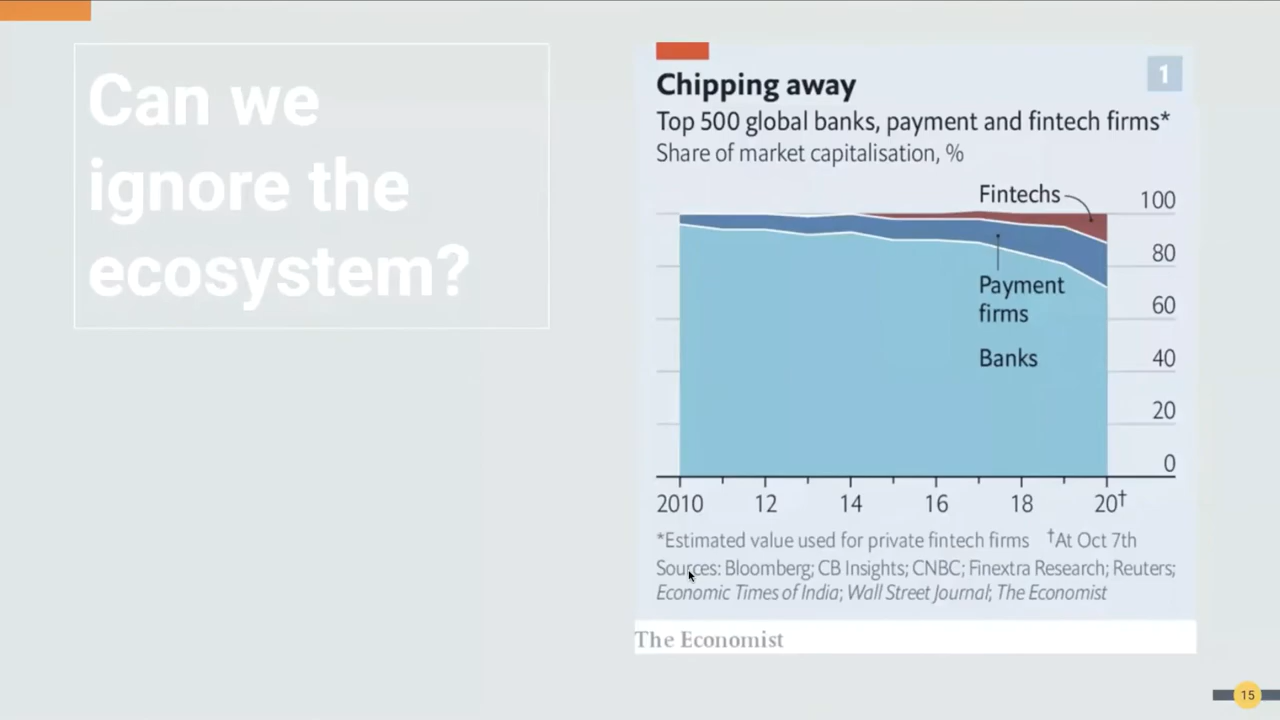 Can we
ignore the
ecosystem?
1
Chipping away
Top 500 global banks, payment and fintech firms*
Share of market capitalisation, %
Fintechs
100
80
Payment
firms
60
Banks
40
20
0
2010 12 14 16 18 20†
*Estimated value used for private fintech firms †At Oct 7th
Sources: Bloomberg; CB Insights; CNBC; Finextra Research; Reuters;
Economic Times of India; Wall Street Journal; The Economist
The Economist
15